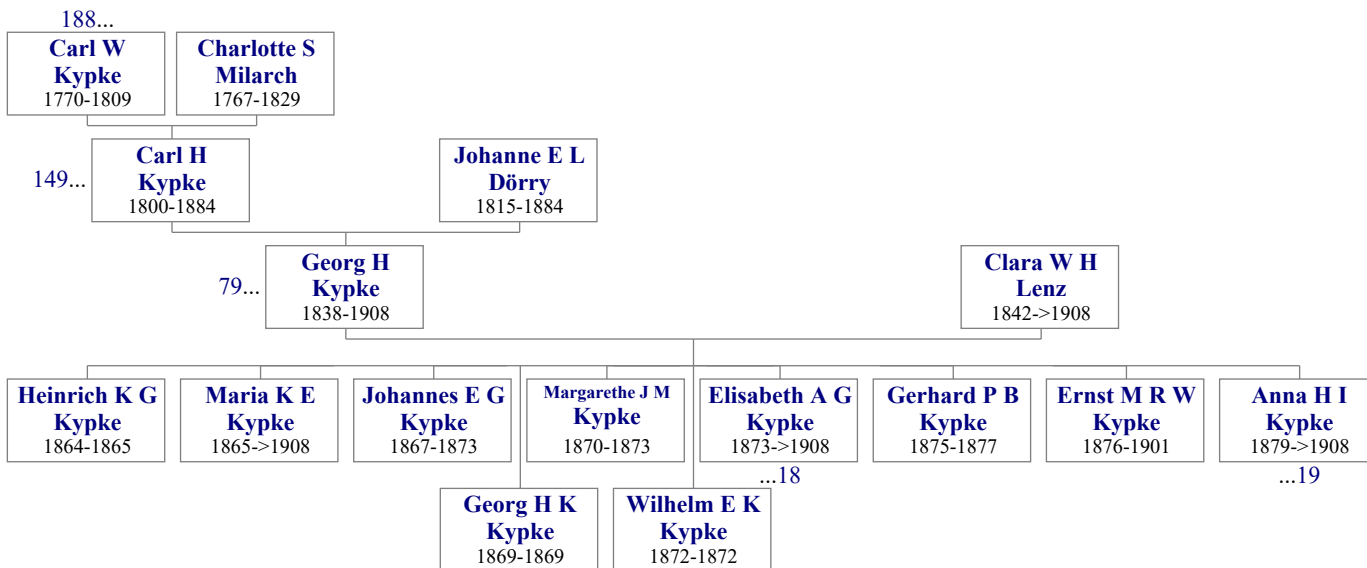 188...
Carl W
Kypke
1770-1809
Charlotte S
Milarch
1767-1829
149...
Carl H
Kypke
1800-1884
Johanne E L
Dörry
1815-1884
79...
Georg H
Kypke
1838-1908
Clara W H
Lenz
1842->1908
Heinrich K G
Kypke
1864-1865
Maria K E
Kypke
1865->1908
Johannes E G
Kypke
1867-1873
Margarethe J M
Kypke
1870-1873
Elisabeth A G
Kypke
1873->1908
...18
Gerhard P B
Kypke
1875-1877
Ernst M R W
Kypke
1876-1901
Anna H I
Kypke
1879->1908
...19
Georg H K
Kypke
1869-1869
Wilhelm E K
Kypke
1872-1872